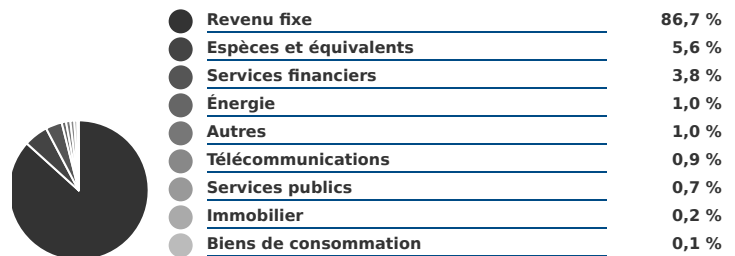 Revenu fixe 86,7 %
Espèces et équivalents 5,6 %
Services financiers 3,8 %
Énergie 1,0 %
Autres 1,0 %
Télécommunications 0,9 %
Services publics 0,7 %
Immobilier 0,2 %
Biens de consommation 0,1 %